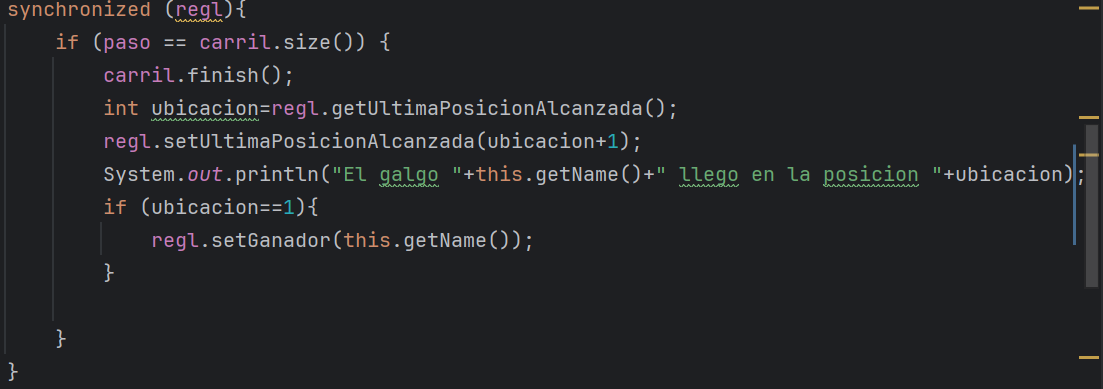 synchronized (regl){
    if (paso == carril.size()) {
        carril.finish();
        int ubicacion=regl.getUltimaPosicionAlcanzada();
        regl.setUltimaPosicionAlcanzada(ubicacion+1);
        System.out.println("El galgo "+this.getName()+" llego en la posicion "+ubicacion);
        if (ubicacion==1){
            regl.setGanador(this.getName());
        }
    }
}